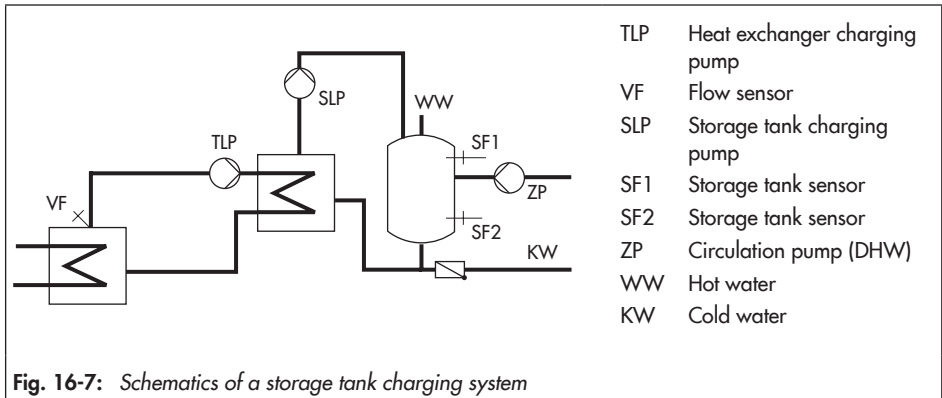 SLP
WW
TLP
SF1
VF
ZP
SF2
KW
TLP Heat exchanger charging
pump
VF Flow sensor
SLP Storage tank charging
pump
SF1 Storage tank sensor
SF2 Storage tank sensor
ZP Circulation pump (DHW)
WW Hot water
KW Cold water
Fig. 16-7: Schematics of a storage tank charging system